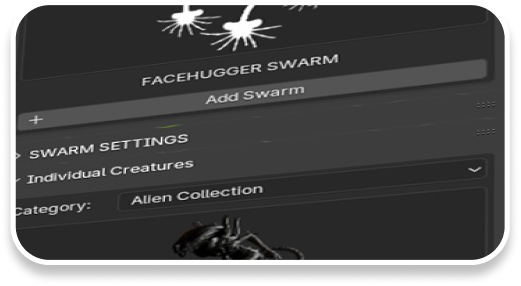 FACEHUGGER SWARM
+ Add Swarm
SWARM SETTINGS
Individual Creatures
Category: Alien Collection